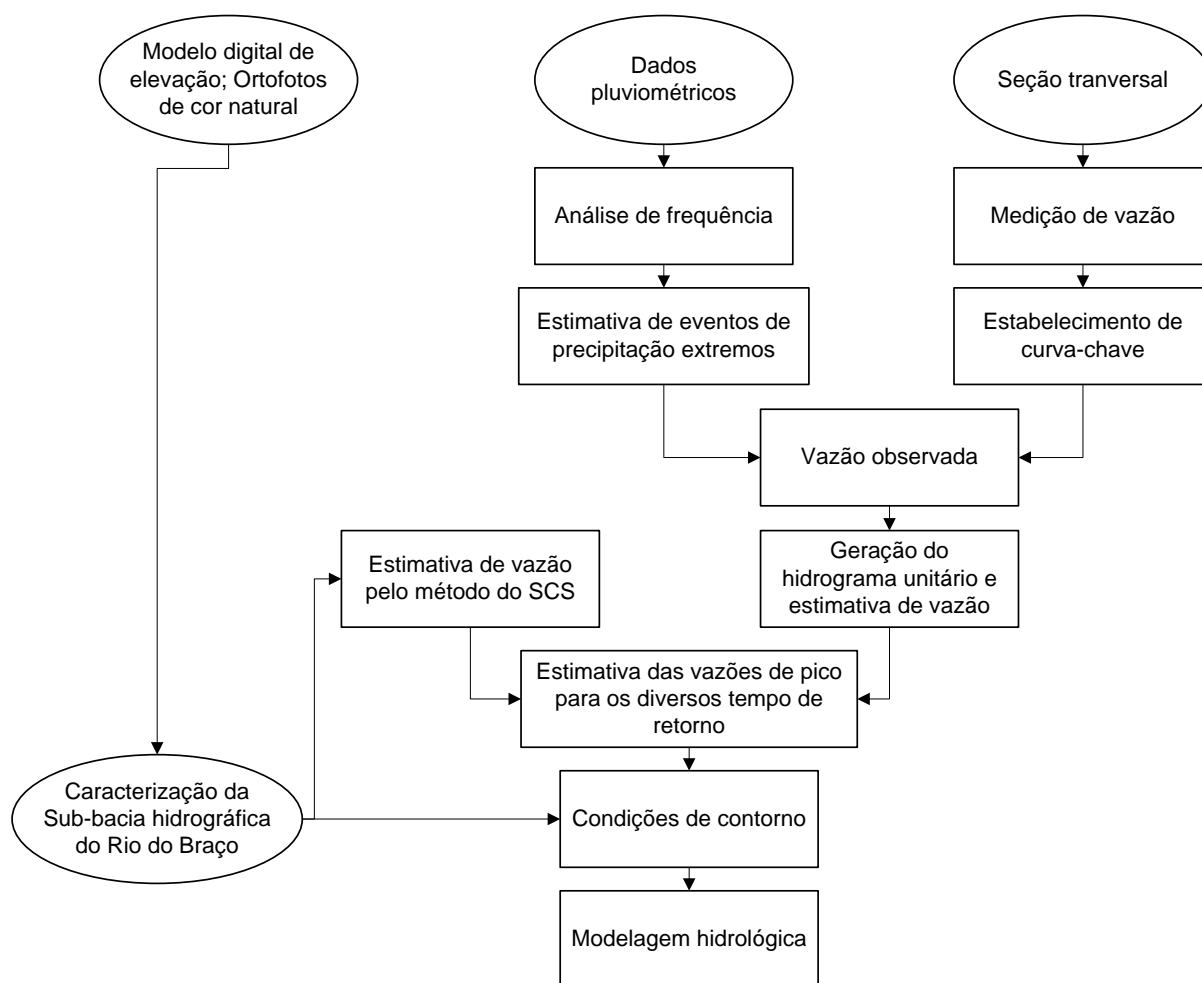 Modelo digital de
elevação; Ortofotos
de cor natural
Dados
pluviométricos
Seção tranversal
Análise de frequência
Medição de vazão
Estimativa de eventos de
precipitação extremos
Estabelecimento de
curva-chave
Vazão observada
Estimativa de vazão
pelo método do SCS
Geração do
hidrograma unitário e
estimativa de vazão
Estimativa das vazões de pico
para os diversos tempo de
retorno
Caracterização da
Sub-bacia hidrográfica
do Rio do Braço
Condições de contorno
Modelagem hidrológica